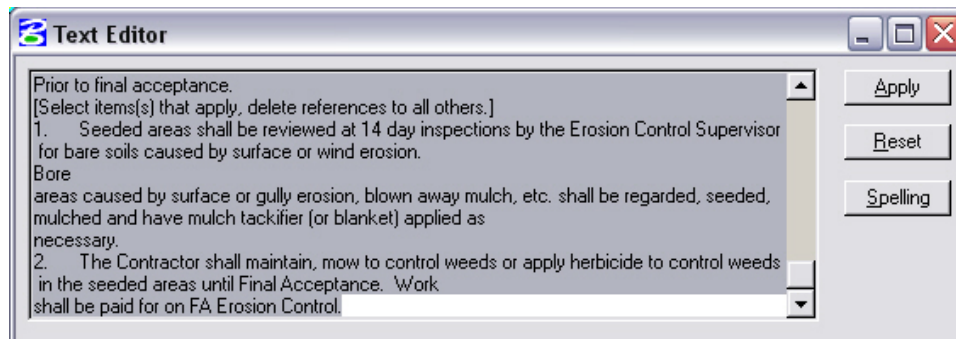 Text Editor
Prior to final acceptance.
[Select items(s) that apply, delete references to all others.]
1. Seeded areas shall be reviewed at 14 day inspections by the Erosion Control Supervisor
for bare soils caused by surface or wind erosion.
Bore
areas caused by surface or gully erosion, blown away mulch, etc. shall be regarded, seeded,
mulched and have mulch tackifier (or blanket) applied as
necessary.
2. The Contractor shall maintain, mow to control weeds or apply herbicide to control weeds
in the seeded areas until Final Acceptance. Work
shall be paid for on FA Erosion Control.
Apply
Reset
Spelling